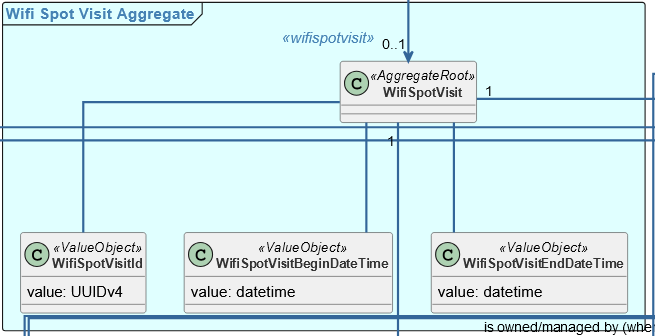 Wifi Spot Visit Aggregate
«wifispotvisit»
0..1
«AggregateRoot»
C
WifiSpotVisit
1
1
«ValueObject»
C
WifiSpotVisitId
value: UUIDv4
«ValueObject»
C
WifiSpotVisitBeginDateTime
value: datetime
«ValueObject»
C
WifiSpotVisitEndDateTime
value: datetime
is owned/managed by (whe